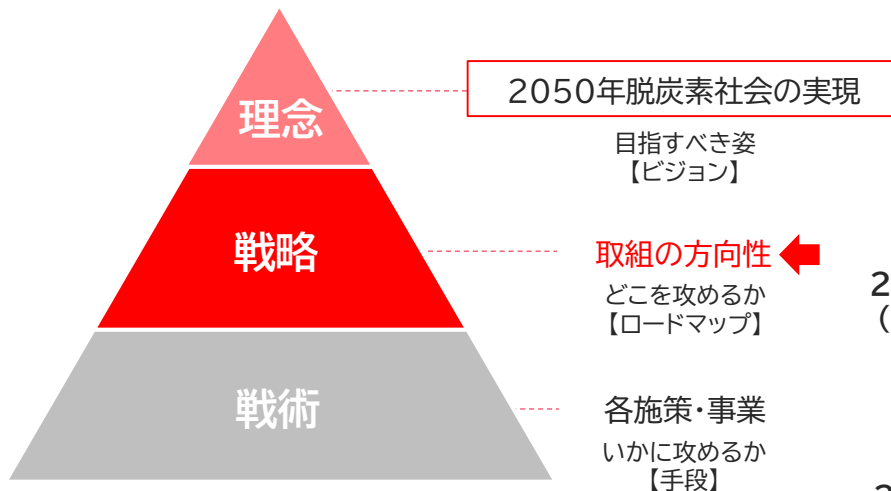 理念
2050年脱炭素社会の実現
目指すべき姿
【ビジョン】
戦略
取組の方向性
どこを攻めるか
【ロードマップ】
2
(
戦術
各施策・事業
いかに攻めるか
【手段】